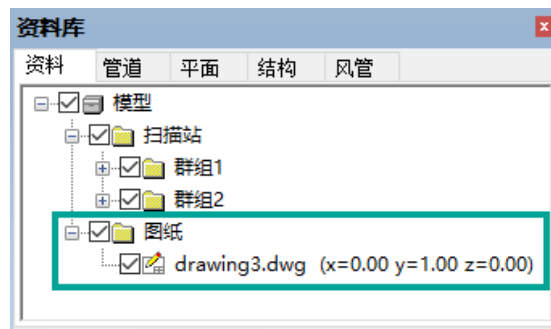 资料库
资料 管道 平面 结构 风管
模型
扫描站
群组1
群组2
图纸
drawing3.dwg (x=0.00 y=1.00 z=0.00)